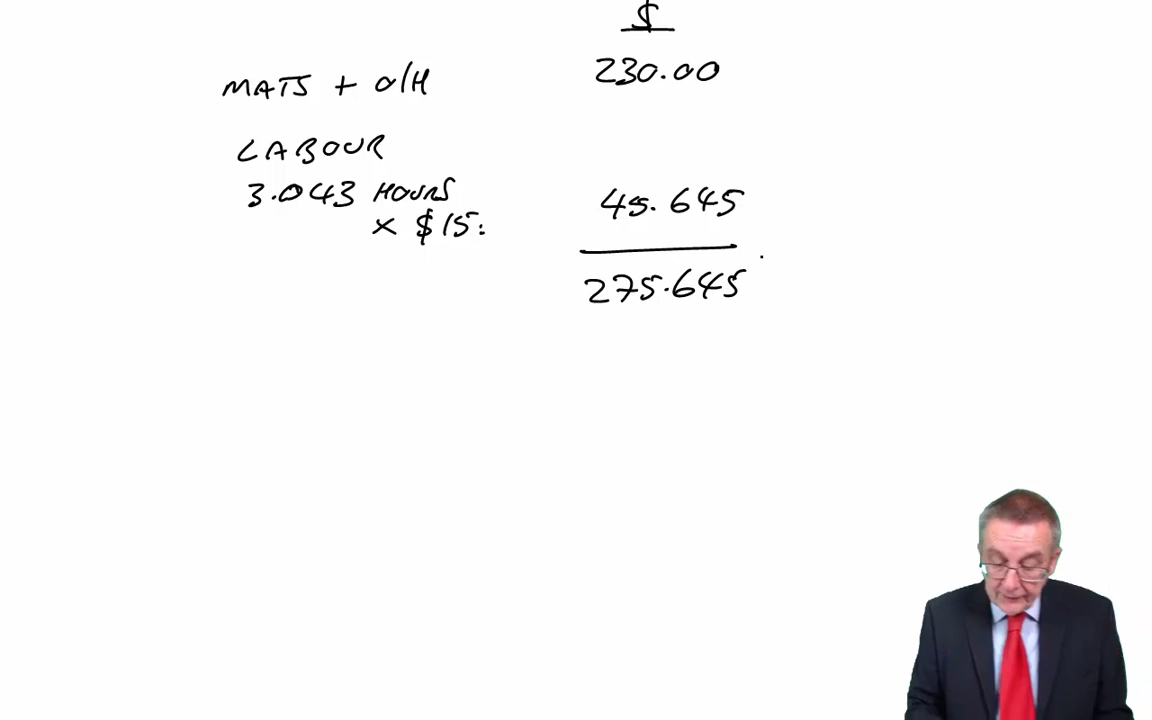 $
MATS + O/H 230.00
LABOUR
3.043 HOURS 45.645
× $15:
275.645